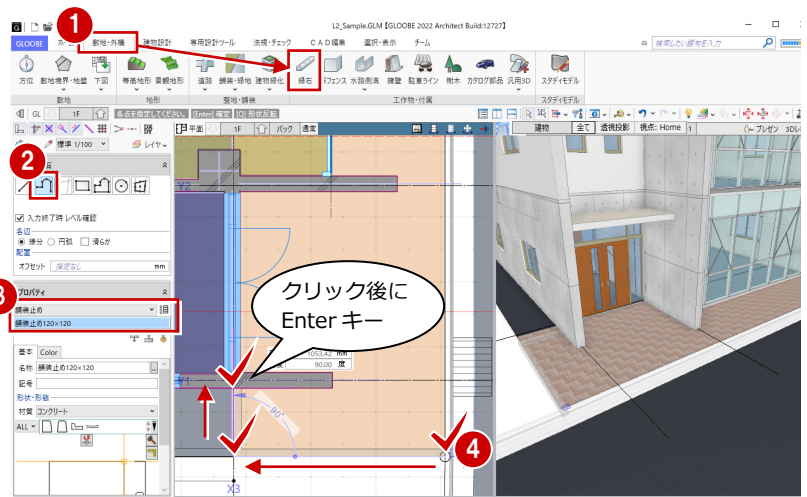 L2_Sample.GLM【GLOOBE 2022 Architect Build:12727】
GLOOBE 敷地・外構 建物設計 専用設計ツール 法規・チェック ＣＡＤ編集 選択・表示 チーム
検索したい語句を入力
方位 敷地境界・地盤 下図 等高地形 景観地形 道路 舗装・緑地 建物緑化 縁石 ﾌｪﾝｽ 水路側溝 擁壁 駐車ライン 樹木 カタログ部品 汎用3D スタディモデル
敷地 地形 整地・舗装 工作物・付属 スタディモデル
GL 1F 各点を指定してください。 [Enter] 確定 [Q] 形状反転
平面 1F バック 通常
建物 全て 透視投影 視点: Home 1 プレゼン
標準 1/100 レイヤ
入力終了時 レベル確認
各辺
線分 円弧 滑らか
配置
オフセット 指定なし mm
プロパティ
舗装止め
舗装止め120×120
基本 Color
名称 舗装止め120×120
記号
形状・形態
材質 コンクリート
ALL
Y2
クリック後に
Enter キー
1053.42 mm
90.00 度
Y1
90°
X3
1
2
3
4